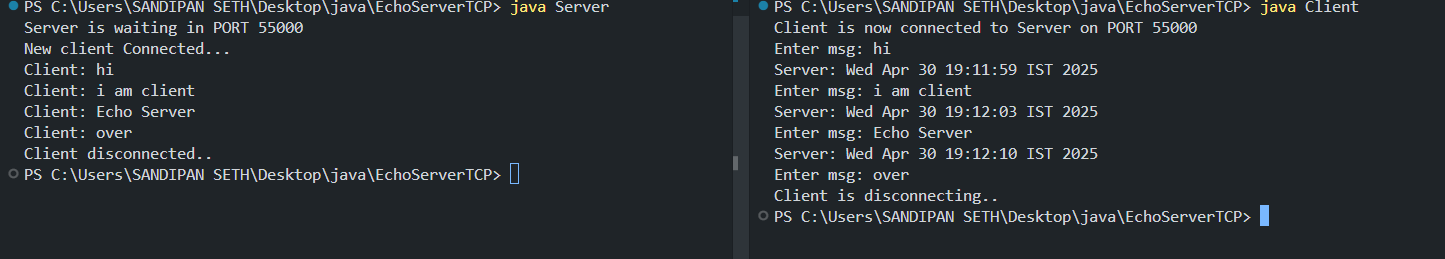 PS C:\Users\SANDIPAN SETH\Desktop\java\EchoServerTCP> java Server
Server is waiting in PORT 55000
New client Connected...
Client: hi
Client: i am client
Client: Echo Server
Client: over
Client disconnected..
PS C:\Users\SANDIPAN SETH\Desktop\java\EchoServerTCP>
PS C:\Users\SANDIPAN SETH\Desktop\java\EchoServerTCP> java Client
Client is now connected to Server on PORT 55000
Enter msg: hi
Server: Wed Apr 30 19:11:59 IST 2025
Enter msg: i am client
Server: Wed Apr 30 19:12:03 IST 2025
Enter msg: Echo Server
Server: Wed Apr 30 19:12:10 IST 2025
Enter msg: over
Client is disconnecting..
PS C:\Users\SANDIPAN SETH\Desktop\java\EchoServerTCP>